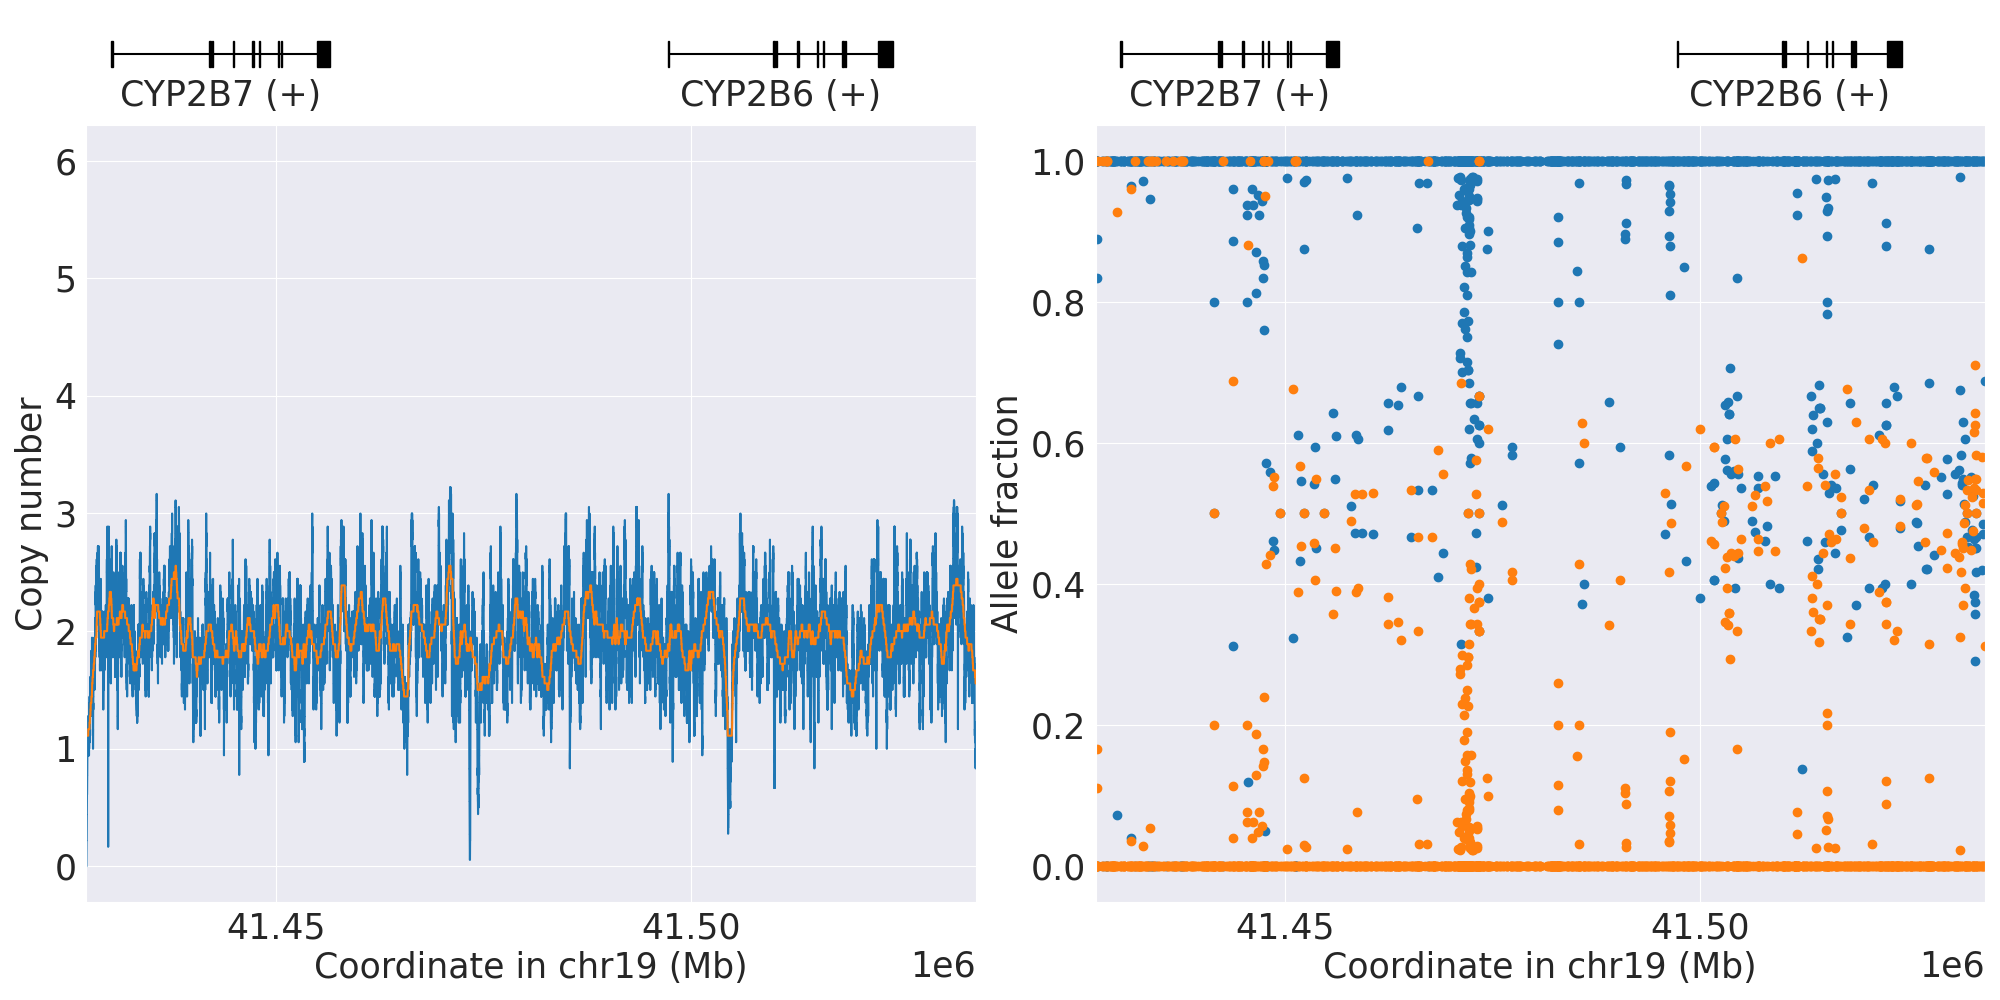 CYP2B7 (+) CYP2B6 (+)
CYP2B7 (+) CYP2B6 (+)
6
5
4
3
2
1
0
Copy number
41.45 41.50
Coordinate in chr19 (Mb) 1e6
1.0
0.8
0.6
0.4
0.2
0.0
Allele fraction
41.45 41.50
Coordinate in chr19 (Mb) 1e6